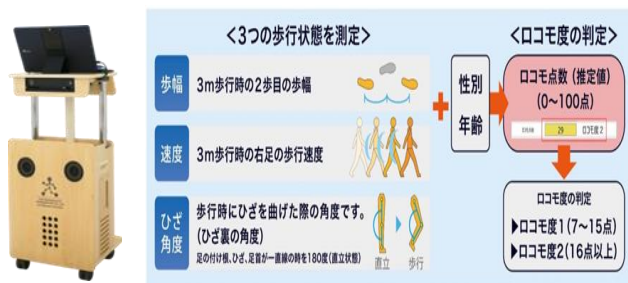 <3つの歩行状態を測定>
歩幅
3m歩行時の2歩目の歩幅
速度
3m歩行時の右足の歩行速度
ひざ
角度
歩行時にひざを曲げた際の角度です。
(ひざ裏の角度)
足の付け根、ひざ、足首が一直線の時を180度(直立状態)
直立
歩行
性別
年齢
<ロコモ度の判定>
ロコモ点数(推定値)
(0〜100点)
29
ロコモ度2
ロコモ度の判定
▶ロコモ度1(7〜15点)
▶ロコモ度2(16点以上)